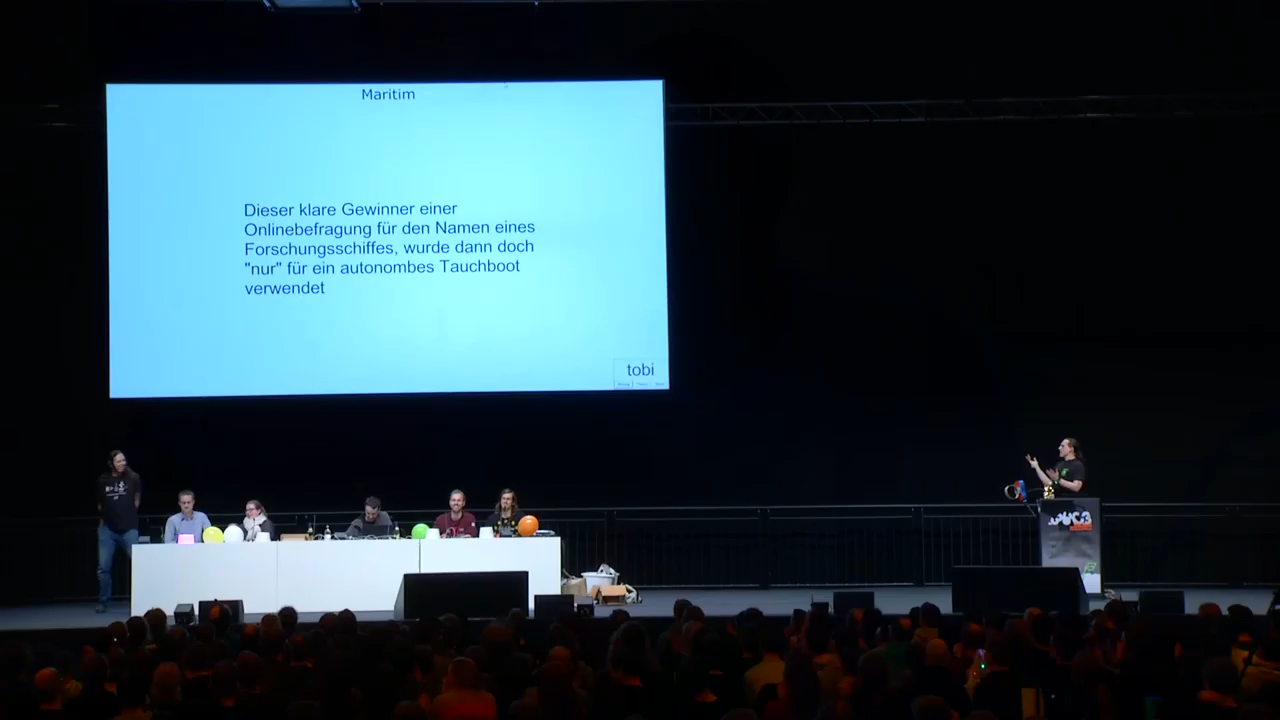 Maritim
Dieser klare Gewinner einer
Onlinebefragung für den Namen eines
Forschungsschiffes, wurde dann doch
"nur" für ein autonombes Tauchboot
verwendet
tobi